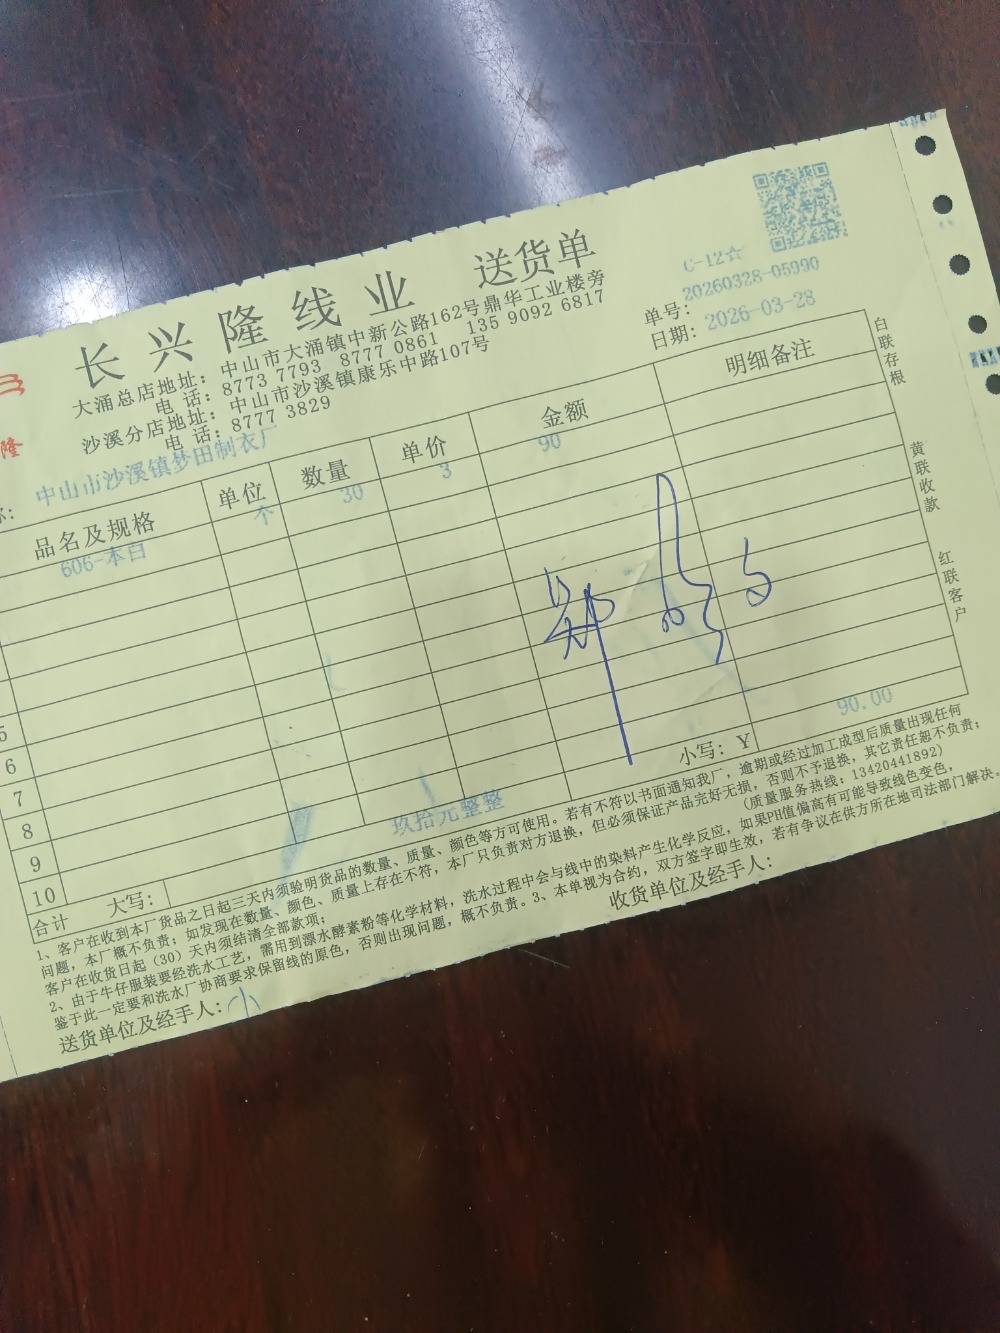 长兴隆线业 送货单
大涌总店地址：中山市大涌镇中新公路162号鼎华工业楼旁
电 话：8773 7793 8777 0861 135 9092 6817
沙溪分店地址：中山市沙溪镇康乐中路107号
电 话：8777 3829
C-12☆
单号：20260328-05990
日期：2026-03-28
隆
称：中山市沙溪镇梦田制衣厂
品名及规格 单位 数量 单价 金额 明细备注
606-本白 个 30 3 90
5
6
7
8
9
10
合计 大写：玖拾元整整 小写：Y 90.00
1、客户在收到本厂货品之日起三天内须验明货品的数量、质量、颜色等方可使用。若有不符以书面通知我厂，逾期或经过加工成型后质量出现任何
问题，本厂概不负责；如发现在数量、颜色、质量上存在不符，本厂只负责对方退换，但必须保证产品完好无损，否则不予退换，其它责任恕不负责；
客户在收货日起（30）天内须结清全部款项； （质量服务热线：13420441892）
2、由于牛仔服装要经洗水工艺，需用到漂水酵素粉等化学材料，洗水过程中会与线中的染料产生化学反应，如果PH值偏高有可能导致线色变色，
鉴于此一定要和洗水厂协商要求保留线的原色，否则出现问题，概不负责。3、本单视为合约，双方签字即生效，若有争议在供方所在地司法部门解决。
送货单位及经手人：小 收货单位及经手人：
白联存根
黄联收款
红联客户
郑